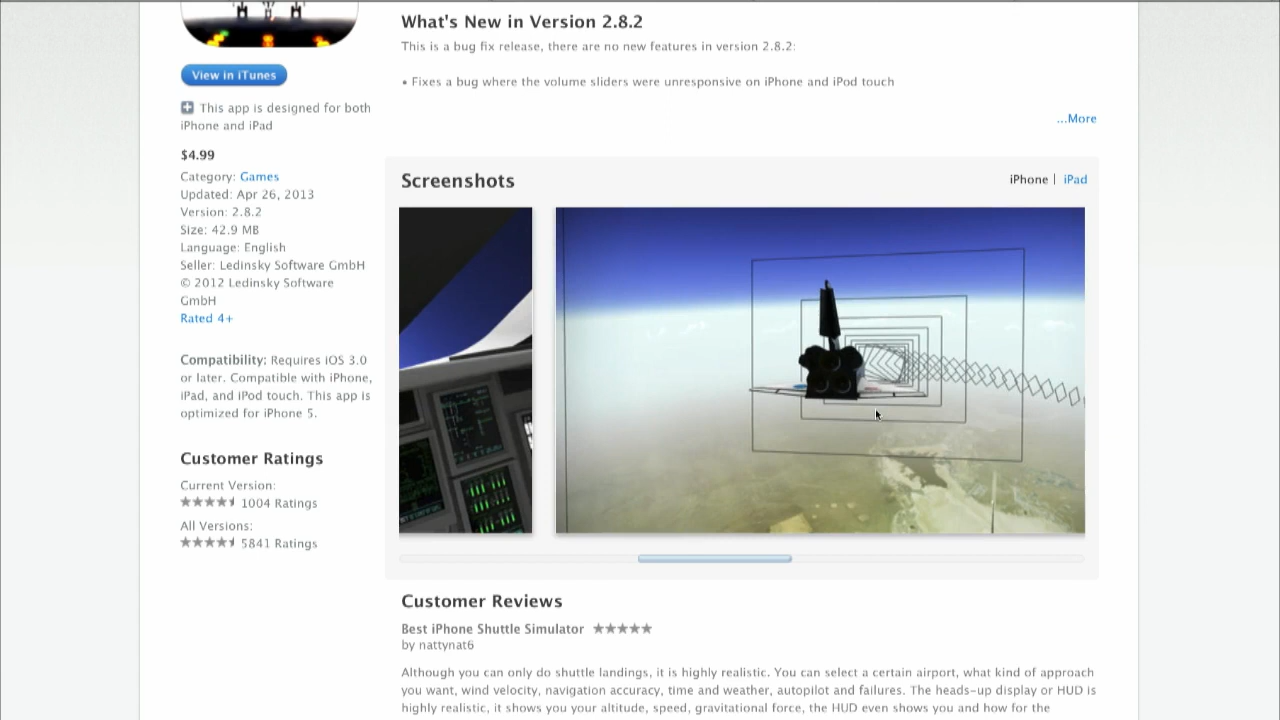 What's New in Version 2.8.2
This is a bug fix release, there are no new features in version 2.8.2:
• Fixes a bug where the volume sliders were unresponsive on iPhone and iPod touch
...More
View in iTunes
This app is designed for both
iPhone and iPad
$4.99
Category: Games
Updated: Apr 26, 2013
Version: 2.8.2
Size: 42.9 MB
Language: English
Seller: Ledinsky Software GmbH
© 2012 Ledinsky Software
GmbH
Rated 4+
Compatibility: Requires iOS 3.0
or later. Compatible with iPhone,
iPad, and iPod touch. This app is
optimized for iPhone 5.
Customer Ratings
Current Version:
1004 Ratings
All Versions:
5841 Ratings
Screenshots
iPhone | iPad
Customer Reviews
Best iPhone Shuttle Simulator ★★★★★
by nattynat6
Although you can only do shuttle landings, it is highly realistic. You can select a certain airport, what kind of approach
you want, wind velocity, navigation accuracy, time and weather, autopilot and failures. The heads-up display or HUD is
highly realistic, it shows you your altitude, speed, gravitational force, the HUD even shows you and how for the